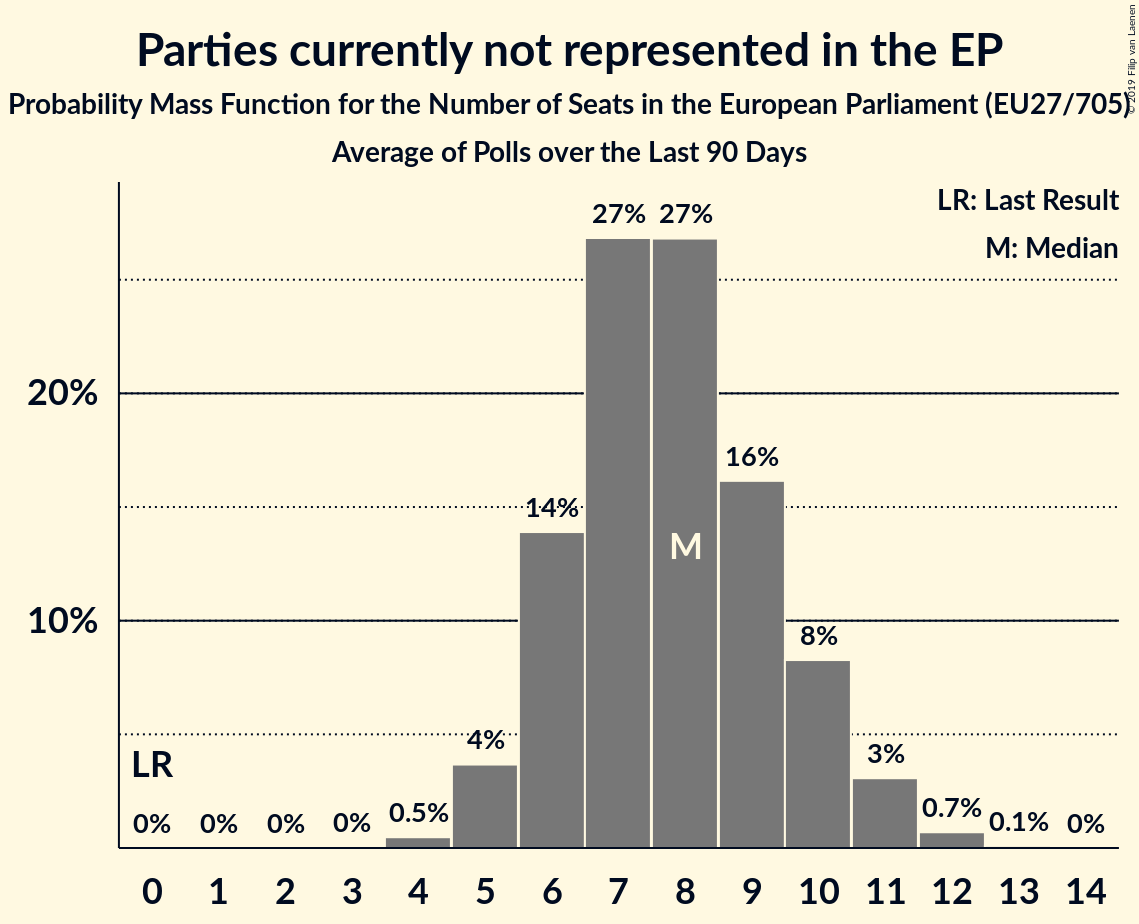 Parties currently not represented in the EP
Probability Mass Function for the Number of Seats in the European Parliament (EU27/705)
Average of Polls over the Last 90 Days
© 2019 Filip van Laenen
LR: Last Result
M: Median
27% 27%
20%
16%
14%
M
10%
8%
4%
3%
LR
0% 0% 0% 0% 0.5% 0.7% 0.1% 0%
0 1 2 3 4 5 6 7 8 9 10 11 12 13 14